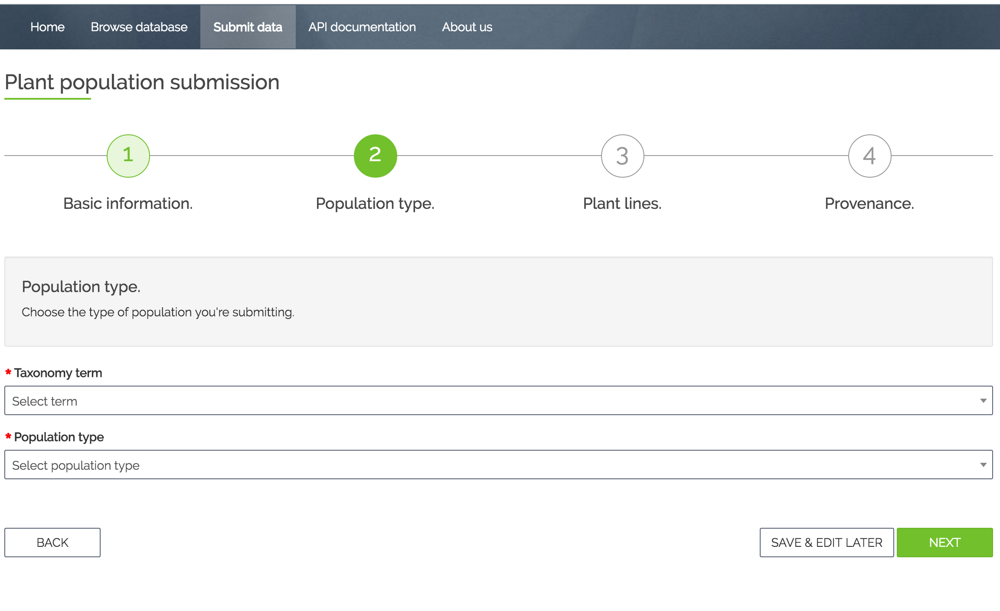 Home Browse database Submit data API documentation About us
Plant population submission
1 2 3 4
Basic information. Population type. Plant lines. Provenance.
Population type.
Choose the type of population you're submitting.
* Taxonomy term
Select term
* Population type
Select population type
BACK SAVE & EDIT LATER NEXT